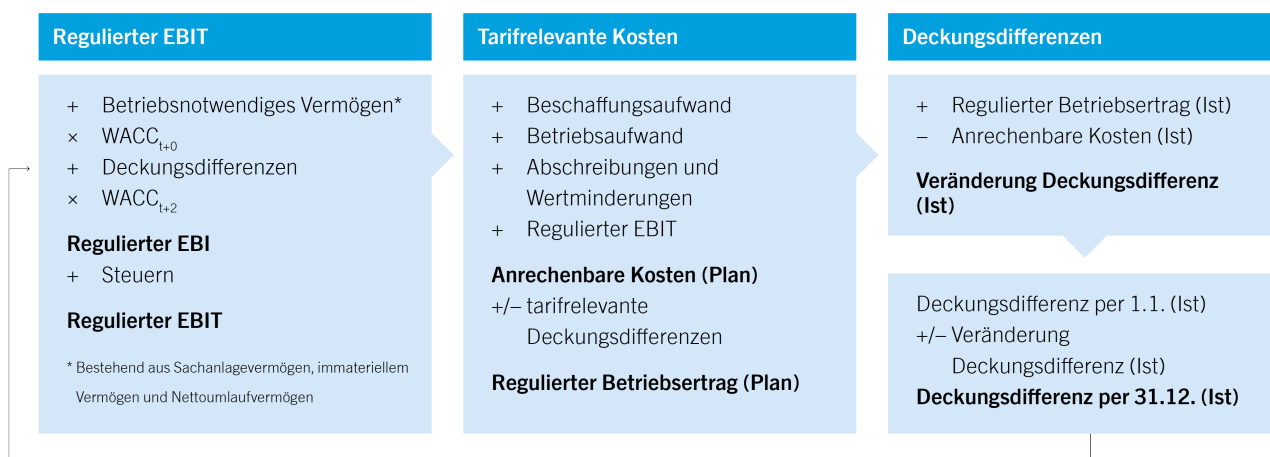 Regulierter EBIT
+ Betriebsnotwendiges Vermögen*
× WACC t+0
+ Deckungsdifferenzen
× WACC t+2
Regulierter EBI
+ Steuern
Regulierter EBIT
* Bestehend aus Sachanlagevermögen, immateriellem
Vermögen und Nettoumlaufvermögen
Tarifrelevante Kosten
+ Beschaffungsaufwand
+ Betriebsaufwand
+ Abschreibungen und
Wertminderungen
+ Regulierter EBIT
Anrechenbare Kosten (Plan)
+/– tarifrelevante
Deckungsdifferenzen
Regulierter Betriebsertrag (Plan)
Deckungsdifferenzen
+ Regulierter Betriebsertrag (Ist)
– Anrechenbare Kosten (Ist)
Veränderung Deckungsdifferenz
(Ist)
Deckungsdifferenz per 1.1. (Ist)
+/– Veränderung
Deckungsdifferenz (Ist)
Deckungsdifferenz per 31.12. (Ist)